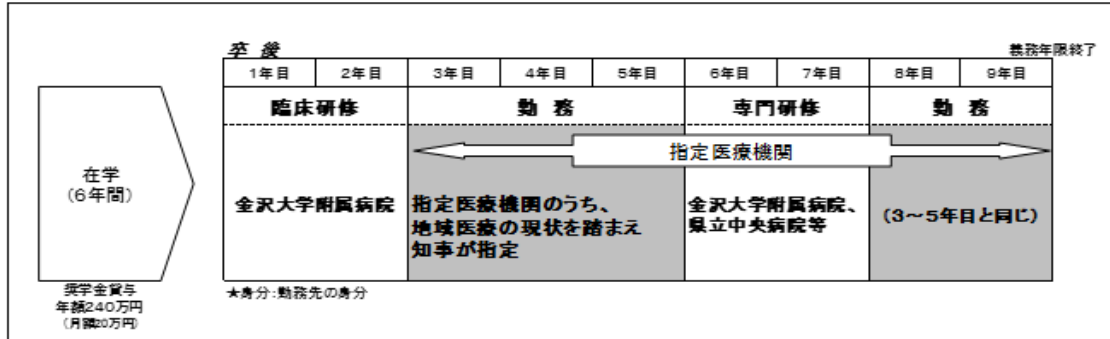 卒 後
義務年限終了
1年目 2年目 3年目 4年目 5年目 6年目 7年目 8年目 9年目
臨床研修 勤 務 専門研修 勤 務
指定医療機関
在学
(6年間)
金沢大学附属病院
指定医療機関のうち、
地域医療の現状を踏まえ
知事が指定
金沢大学附属病院、
県立中央病院等
(3～5年目と同じ)
奨学金貸与
年額240万円
(月額20万円)
★身分:勤務先の身分